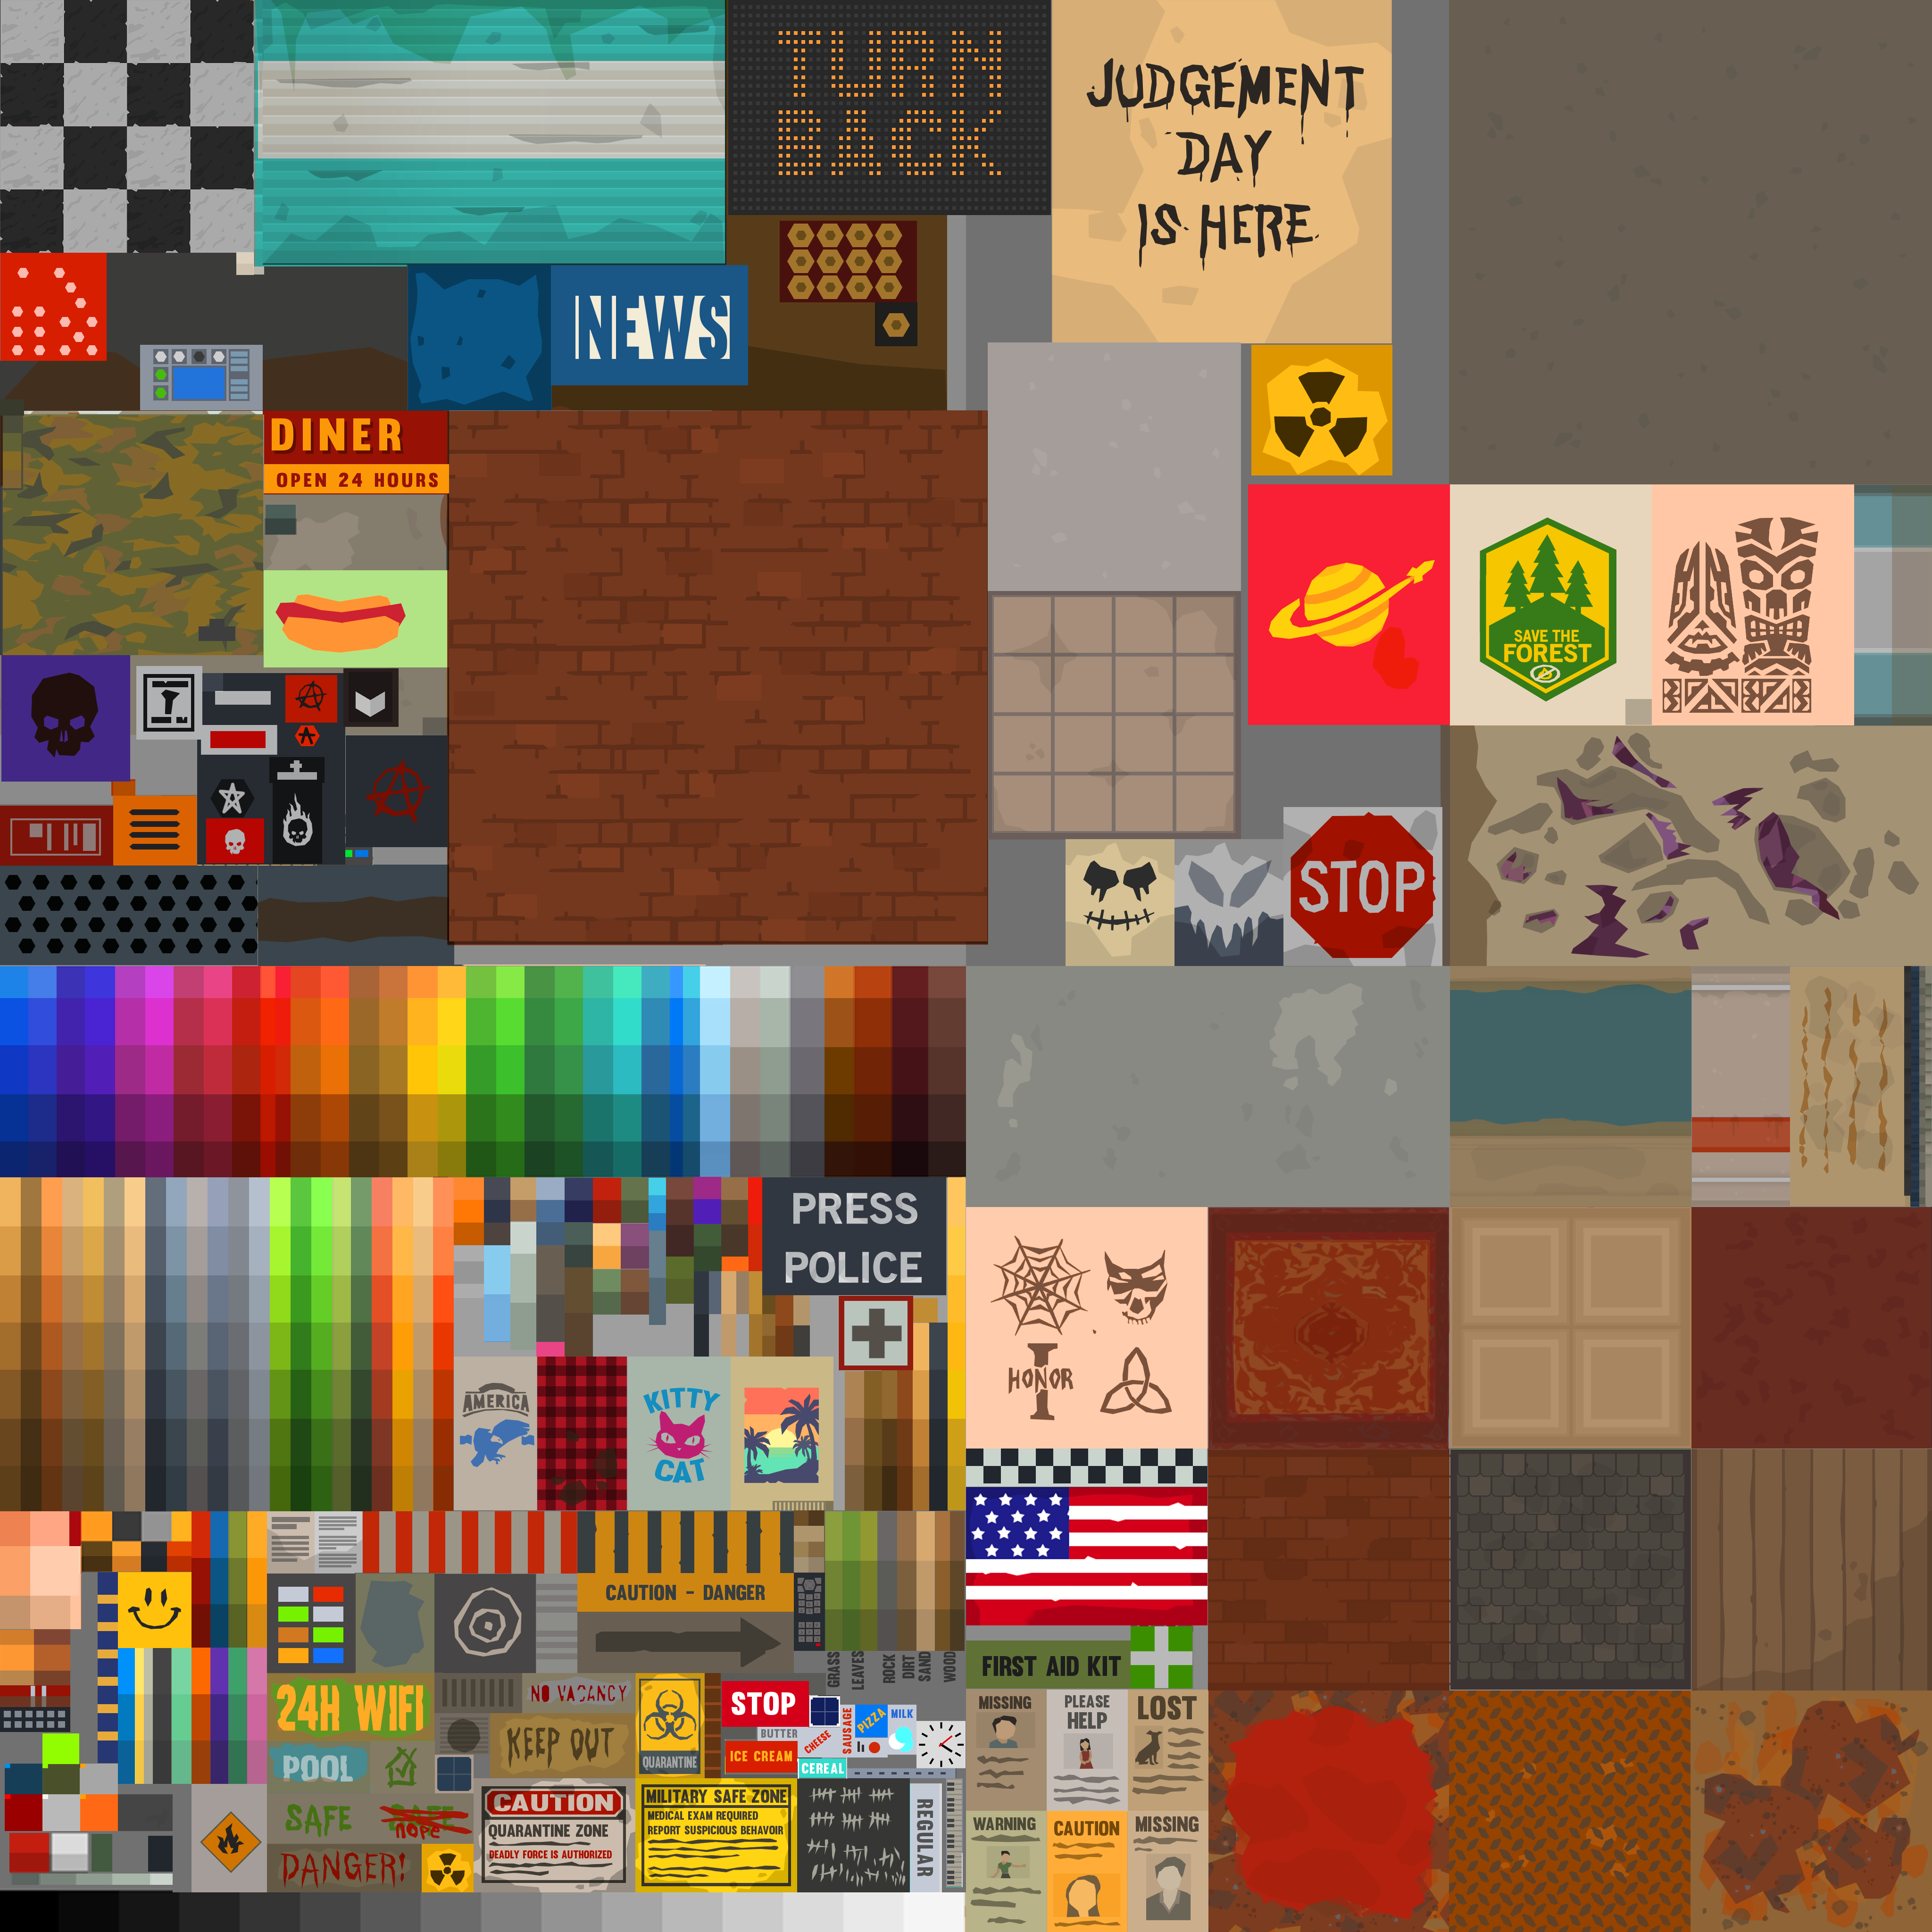 TURN
BACK
JUDGEMENT
DAY
IS HERE
NEWS
DINER
OPEN 24 HOURS
SAVE THE
FOREST
STOP
PRESS
POLICE
AMERICA
KITTY
CAT
HONOR
CAUTION - DANGER
GRASS
LEAVES
ROCK
DIRT
SAND
WOOD
FIRST AID KIT
24H WIFI
NO VACANCY
KEEP OUT
QUARANTINE
STOP
BUTTER
ICE CREAM
CHEESE
SAUSAGE
PIZZA
MILK
CEREAL
POOL
SAFE
SAFE
nope
DANGER!
CAUTION
QUARANTINE ZONE
DEADLY FORCE IS AUTHORIZED
MILITARY SAFE ZONE
MEDICAL EXAM REQUIRED
REPORT SUSPICIOUS BEHAVOIR
REGULAR
MISSING
PLEASE
HELP
LOST
WARNING
CAUTION
MISSING